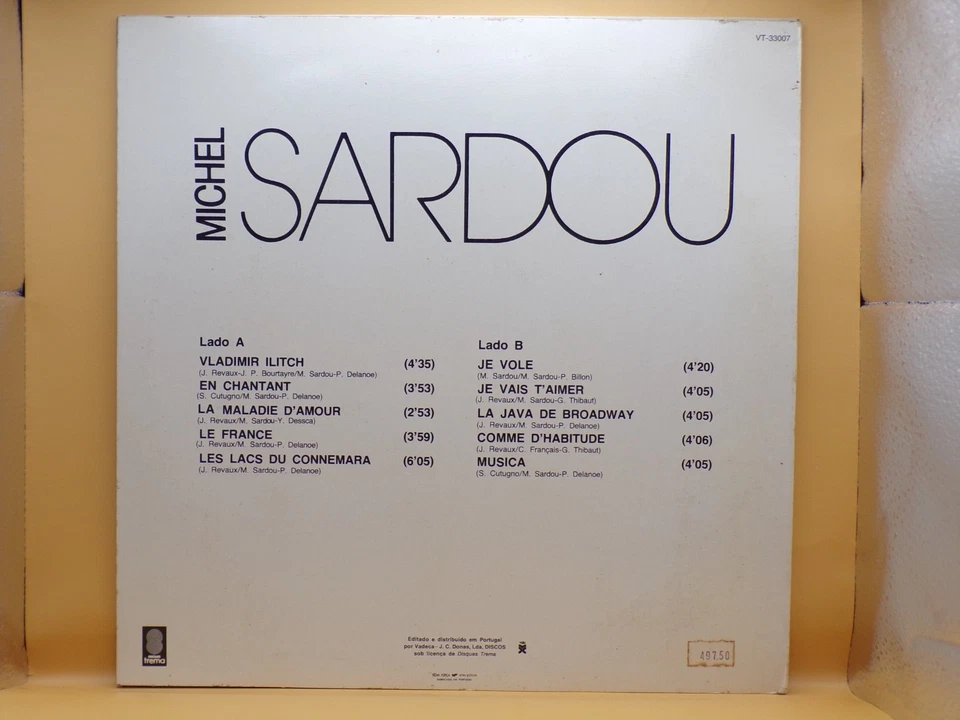 VT-33007
MICHEL
SARDOU
Lado A
VLADIMIR ILITCH (4'35)
(J. Revaux-J. P. Bourtayre/M. Sardou-P. Delanoe)
EN CHANTANT (3'53)
(S. Cutugno/M. Sardou-P. Delanoe)
LA MALADIE D'AMOUR (2'53)
(J. Revaux/M. Sardou-Y. Dessca)
LE FRANCE (3'59)
(J. Revaux/M. Sardou-P. Delanoe)
LES LACS DU CONNEMARA (6'05)
(J. Revaux/M. Sardou-P. Delanoe)
Lado B
JE VOLE (4'20)
(M. Sardou/M. Sardou-P. Billon)
JE VAIS T'AIMER (4'05)
(J. Revaux/M. Sardou-G. Thibaut)
LA JAVA DE BROADWAY (4'05)
(J. Revaux/M. Sardou-P. Delanoe)
COMME D'HABITUDE (4'06)
(J. Revaux/C. Français-G. Thibaut)
MUSICA (4'05)
(S. Cutugno/M. Sardou-P. Delanoe)
trema
Editado e distribuído em Portugal
por Vadeca - J. C. Donas, Lda. DISCOS
sob licença de Disques Trema
49750